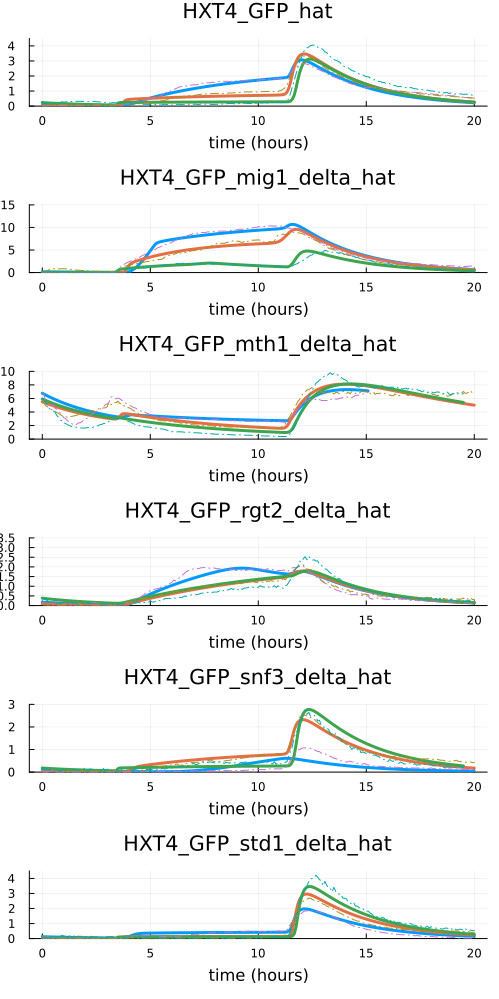 HXT4_GFP_hat
4
3
2
1
0
0 5 10 15 20
time (hours)
HXT4_GFP_mig1_delta_hat
15
10
5
0
0 5 10 15 20
time (hours)
HXT4_GFP_mth1_delta_hat
10
8
6
4
2
0
0 5 10 15 20
time (hours)
HXT4_GFP_rgt2_delta_hat
3.5
3.0
2.5
2.0
1.5
1.0
0.5
0.0
0 5 10 15 20
time (hours)
HXT4_GFP_snf3_delta_hat
3
2
1
0
0 5 10 15 20
time (hours)
HXT4_GFP_std1_delta_hat
4
3
2
1
0
0 5 10 15 20
time (hours)